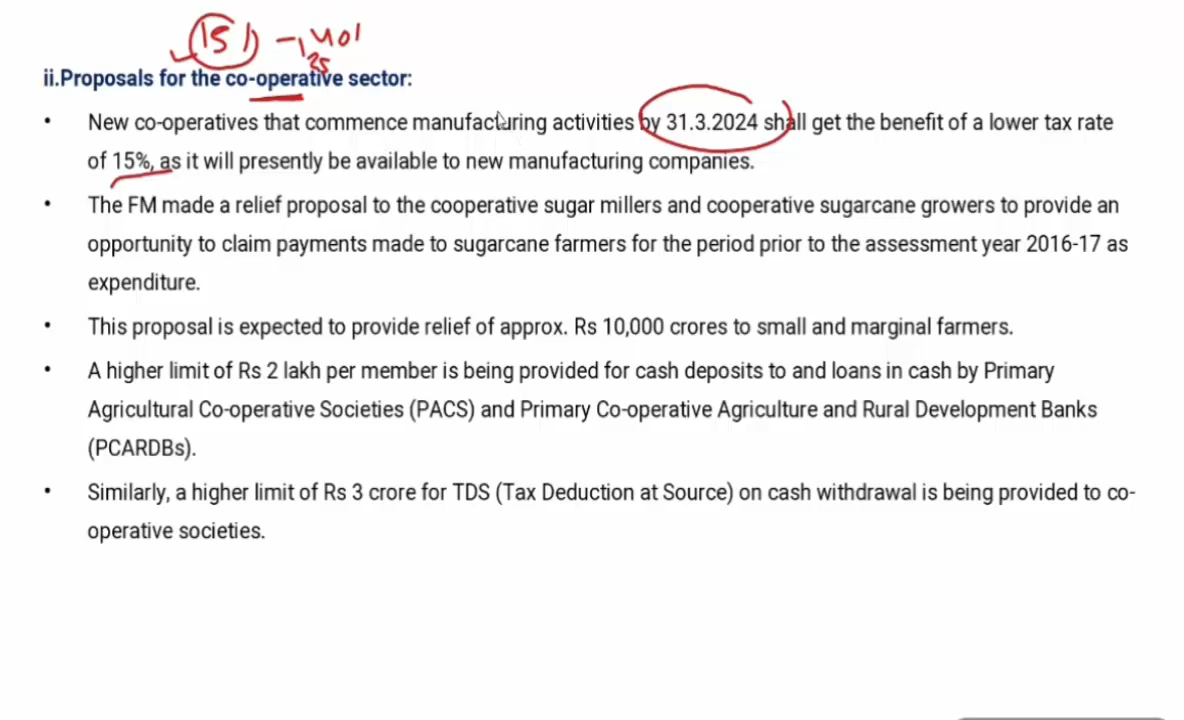 ii.Proposals for the co-operative sector:
• New co-operatives that commence manufacturing activities by 31.3.2024 shall get the benefit of a lower tax rate
of 15%, as it will presently be available to new manufacturing companies.
• The FM made a relief proposal to the cooperative sugar millers and cooperative sugarcane growers to provide an
opportunity to claim payments made to sugarcane farmers for the period prior to the assessment year 2016-17 as
expenditure.
• This proposal is expected to provide relief of approx. Rs 10,000 crores to small and marginal farmers.
• A higher limit of Rs 2 lakh per member is being provided for cash deposits to and loans in cash by Primary
Agricultural Co-operative Societies (PACS) and Primary Co-operative Agriculture and Rural Development Banks
(PCARDBs).
• Similarly, a higher limit of Rs 3 crore for TDS (Tax Deduction at Source) on cash withdrawal is being provided to co-
operative societies.